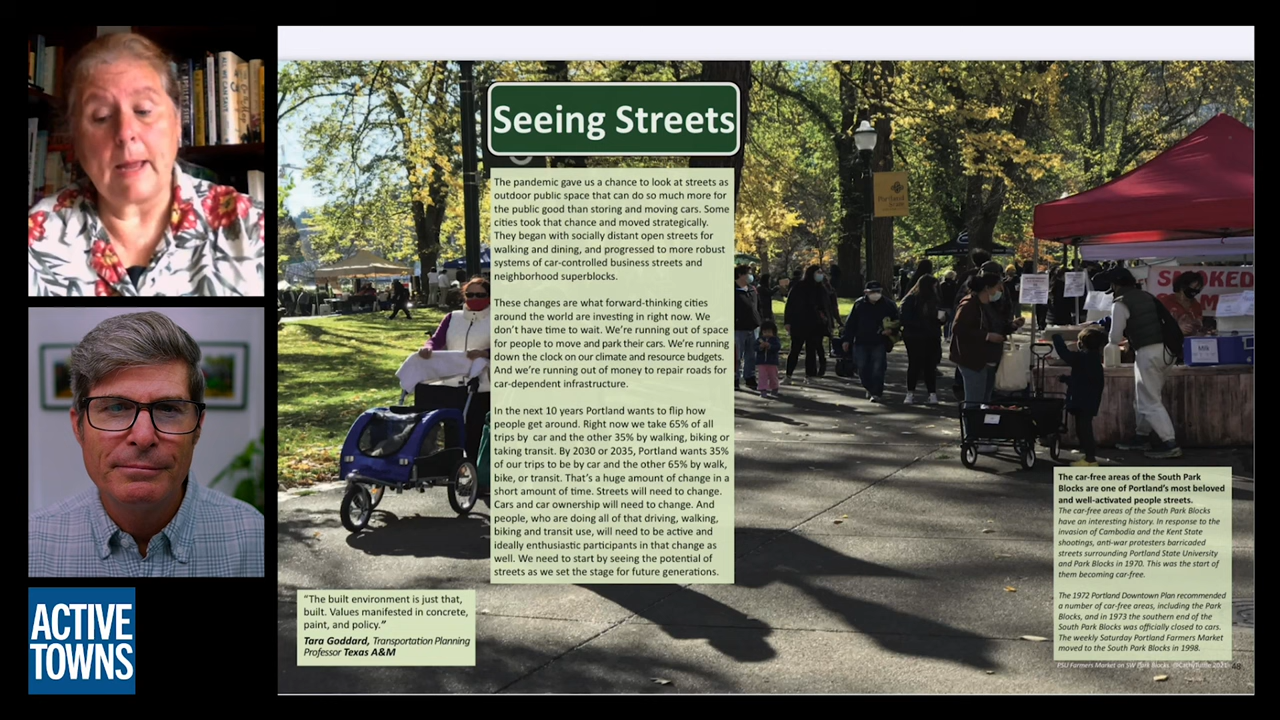 Seeing Streets
The pandemic gave us a chance to look at streets as
outdoor public space that can do so much more for
the public good than storing and moving cars. Some
cities took that chance and moved strategically.
They began with socially distant open streets for
walking and dining, and progressed to more robust
systems of car-controlled business streets and
neighborhood superblocks.
These changes are what forward-thinking cities
around the world are investing in right now. We
don't have time to wait. We're running out of space
for people to move and park their cars. We're running
down the clock on our climate and resource budgets.
And we're running out of money to repair roads for
car-dependent infrastructure.
In the next 10 years Portland wants to flip how
people get around. Right now we take 65% of all
trips by car and the other 35% by walking, biking or
taking transit. By 2030 or 2035, Portland wants 35%
of our trips to be by car and the other 65% by walk,
bike, or transit. That's a huge amount of change in a
short amount of time. Streets will need to change.
Cars and car ownership will need to change. And
people, who are doing all of that driving, walking,
biking and transit use, will need to be active and
ideally enthusiastic participants in that change as
well. We need to start by seeing the potential of
streets as we set the stage for future generations.
"The built environment is just that,
built. Values manifested in concrete,
paint, and policy."
Tara Goddard, Transportation Planning
Professor Texas A&M
SMOKED
Milk
The car-free areas of the South Park
Blocks are one of Portland's most beloved
and well-activated people streets.
The car-free areas of the South Park Blocks
have an interesting history. In response to the
invasion of Cambodia and the Kent State
shootings, anti-war protesters barricaded
streets surrounding Portland State University
and Park Blocks in 1970. This was the start of
them becoming car-free.
The 1972 Portland Downtown Plan recommended
a number of car-free areas, including the Park
Blocks, and in 1973 the southern end of the
South Park Blocks was officially closed to cars.
The weekly Saturday Portland Farmers Market
moved to the South Park Blocks in 1998.
PSU Farmers Market on SW Park Blocks ©CathyTuttle 2021
48
ACTIVE
TOWNS